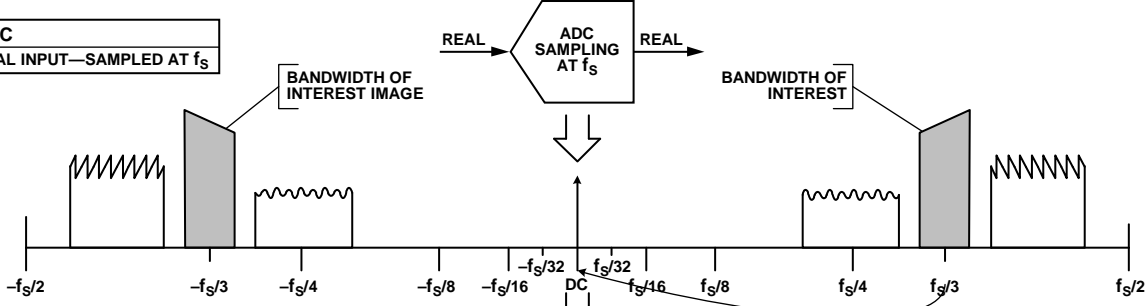 C
AL INPUT—SAMPLED AT fS
BANDWIDTH OF
INTEREST IMAGE
REAL
ADC
SAMPLING
AT fS
REAL
BANDWIDTH OF
INTEREST
–fS/2
–fS/3
–fS/4
–fS/8
–fS/16
–fS/32
DC
fS/32
fS/16
fS/8
fS/4
fS/3
fS/2